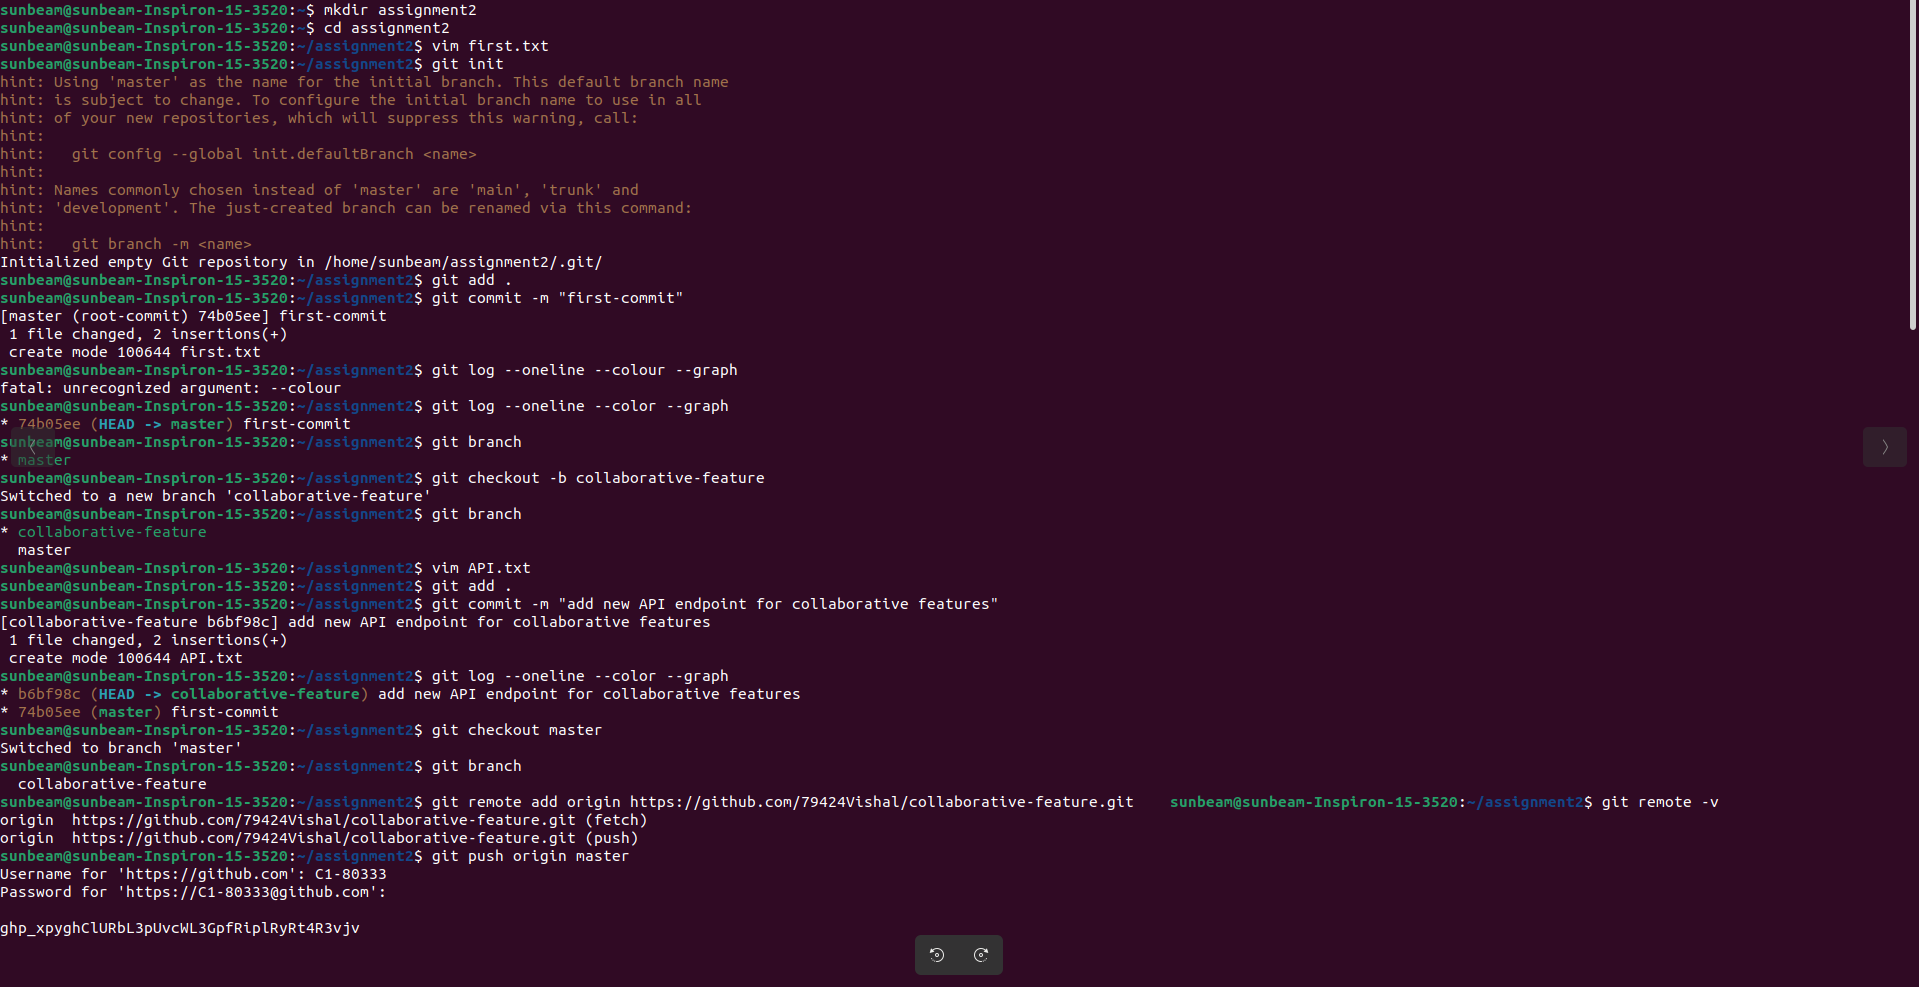 sunbeam@sunbeam-Inspiron-15-3520:~$ mkdir assignment2
sunbeam@sunbeam-Inspiron-15-3520:~$ cd assignment2
sunbeam@sunbeam-Inspiron-15-3520:~/assignment2$ vim first.txt
sunbeam@sunbeam-Inspiron-15-3520:~/assignment2$ git init
hint: Using 'master' as the name for the initial branch. This default branch name
hint: is subject to change. To configure the initial branch name to use in all
hint: of your new repositories, which will suppress this warning, call:
hint:
hint:   git config --global init.defaultBranch <name>
hint:
hint: Names commonly chosen instead of 'master' are 'main', 'trunk' and
hint: 'development'. The just-created branch can be renamed via this command:
hint:
hint:   git branch -m <name>
Initialized empty Git repository in /home/sunbeam/assignment2/.git/
sunbeam@sunbeam-Inspiron-15-3520:~/assignment2$ git add .
sunbeam@sunbeam-Inspiron-15-3520:~/assignment2$ git commit -m "first-commit"
[master (root-commit) 74b05ee] first-commit
 1 file changed, 2 insertions(+)
 create mode 100644 first.txt
sunbeam@sunbeam-Inspiron-15-3520:~/assignment2$ git log --oneline --colour --graph
fatal: unrecognized argument: --colour
sunbeam@sunbeam-Inspiron-15-3520:~/assignment2$ git log --oneline --color --graph
* 74b05ee (HEAD -> master) first-commit
sunbeam@sunbeam-Inspiron-15-3520:~/assignment2$ git branch
* master
sunbeam@sunbeam-Inspiron-15-3520:~/assignment2$ git checkout -b collaborative-feature
Switched to a new branch 'collaborative-feature'
sunbeam@sunbeam-Inspiron-15-3520:~/assignment2$ git branch
* collaborative-feature
  master
sunbeam@sunbeam-Inspiron-15-3520:~/assignment2$ vim API.txt
sunbeam@sunbeam-Inspiron-15-3520:~/assignment2$ git add .
sunbeam@sunbeam-Inspiron-15-3520:~/assignment2$ git commit -m "add new API endpoint for collaborative features"
[collaborative-feature b6bf98c] add new API endpoint for collaborative features
 1 file changed, 2 insertions(+)
 create mode 100644 API.txt
sunbeam@sunbeam-Inspiron-15-3520:~/assignment2$ git log --oneline --color --graph
* b6bf98c (HEAD -> collaborative-feature) add new API endpoint for collaborative features
* 74b05ee (master) first-commit
sunbeam@sunbeam-Inspiron-15-3520:~/assignment2$ git checkout master
Switched to branch 'master'
sunbeam@sunbeam-Inspiron-15-3520:~/assignment2$ git branch
  collaborative-feature
sunbeam@sunbeam-Inspiron-15-3520:~/assignment2$ git remote add origin https://github.com/79424Vishal/collaborative-feature.git    sunbeam@sunbeam-Inspiron-15-3520:~/assignment2$ git remote -v
origin  https://github.com/79424Vishal/collaborative-feature.git (fetch)
origin  https://github.com/79424Vishal/collaborative-feature.git (push)
sunbeam@sunbeam-Inspiron-15-3520:~/assignment2$ git push origin master
Username for 'https://github.com': C1-80333
Password for 'https://C1-80333@github.com':
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